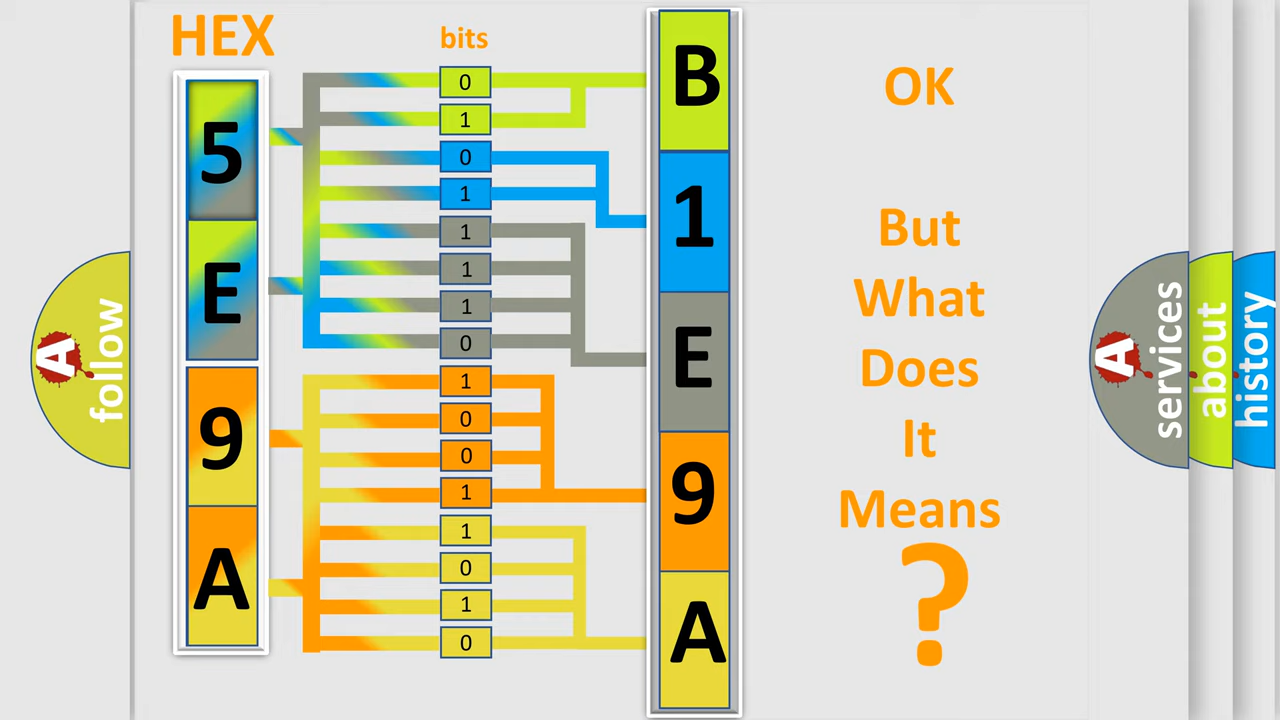 HEX
bits
5
E
9
A
0
1
0
1
1
1
1
0
1
0
0
1
1
0
1
0
B
1
E
9
A
OK
But
What
Does
It
Means
?
A
follow
A
services
about
history